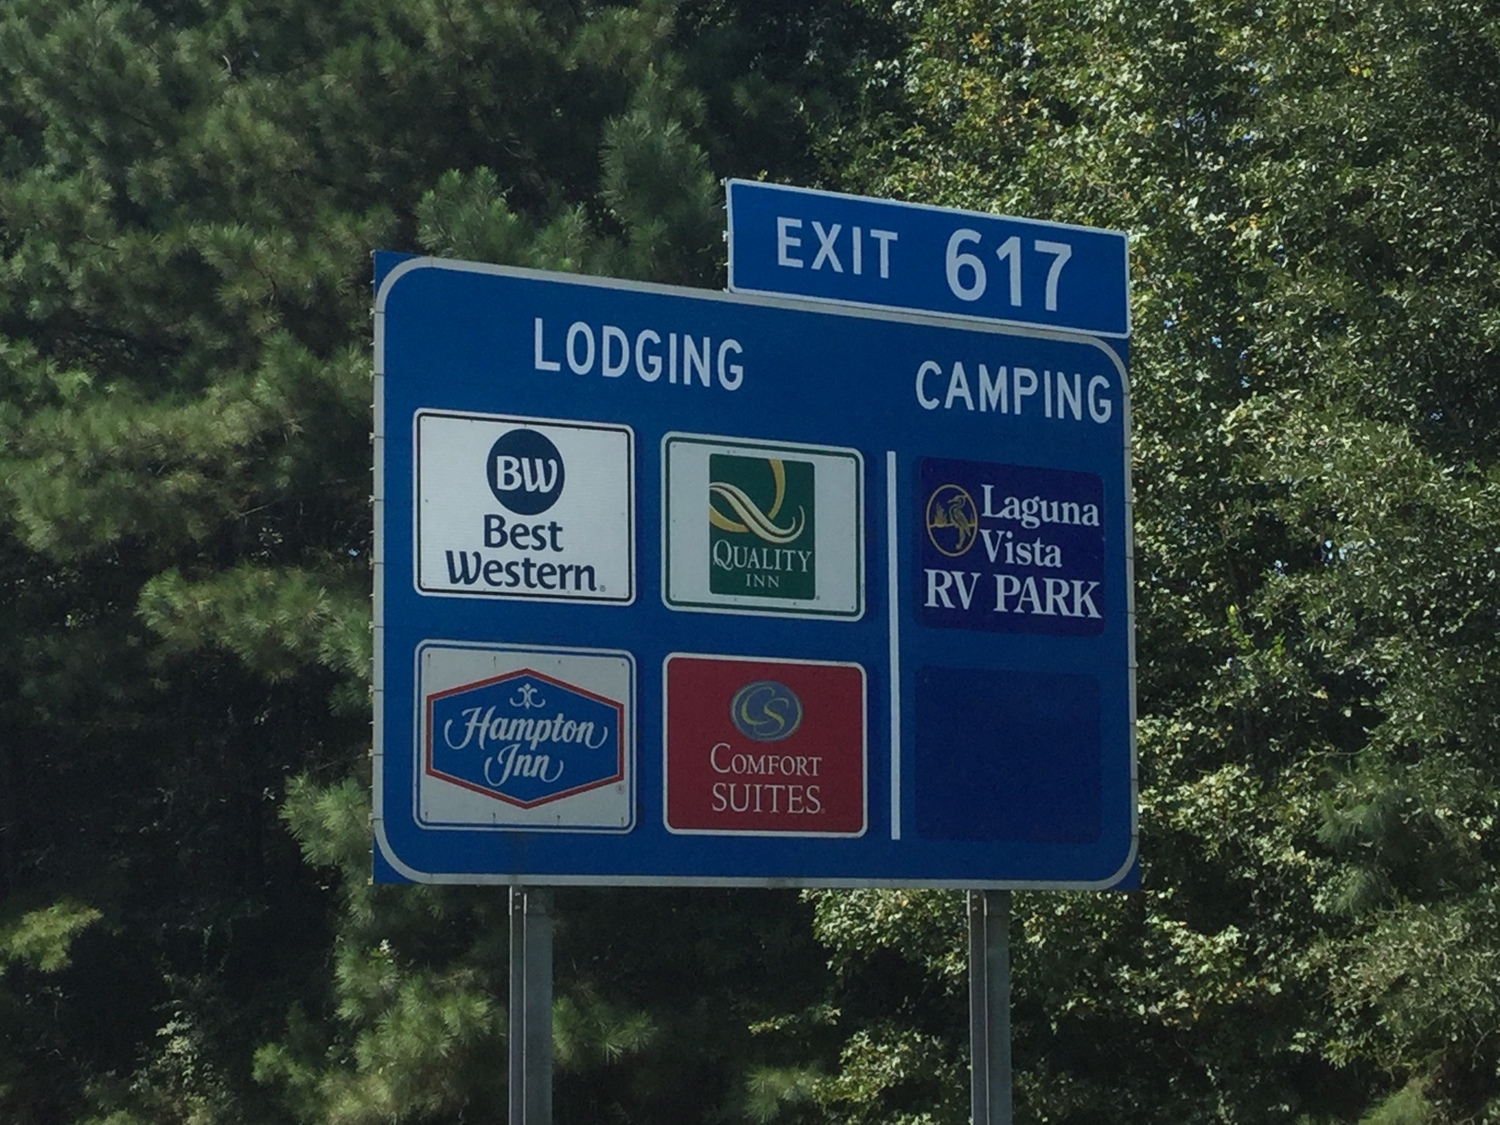 EXIT 617
LODGING
CAMPING
BW
Best
Western
QUALITY
INN
Laguna
Vista
RV PARK
Hampton
Inn
CS
COMFORT
SUITES